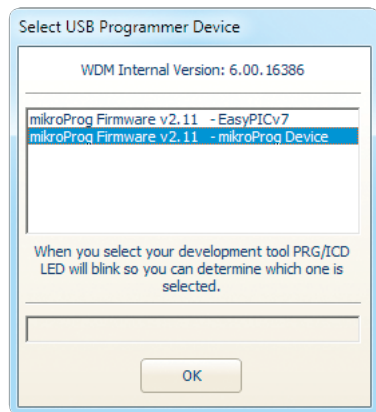 Select USB Programmer Device
WDM Internal Version: 6.00.16386
mikroProg Firmware v2.11 - EasyPICv7
mikroProg Firmware v2.11 - mikroProg Device
When you select your development tool PRG/ICD
LED will blink so you can determine which one is
selected.
OK